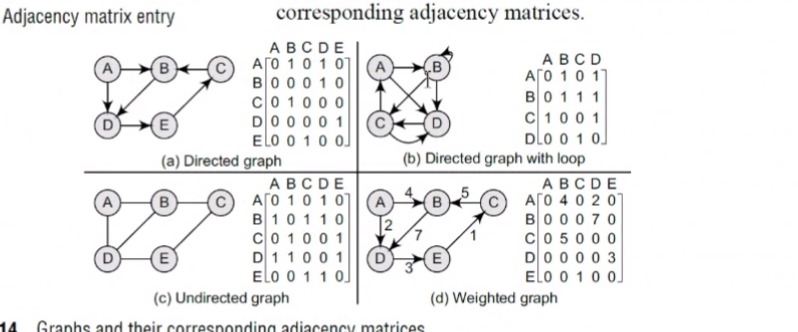 Adjacency matrix entry
corresponding adjacency matrices.
A B C D E
A 0 1 0 1 0
B 0 0 0 1 0
C 0 1 0 0 0
D 0 0 0 0 1
E 0 0 1 0 0
A B C
D E
(a) Directed graph
A B C D
A 0 1 0 1
B 0 1 1 1
C 1 0 0 1
D 0 0 1 0
A B
C D
(b) Directed graph with loop
A B C D E
A 0 1 0 1 0
B 1 0 1 1 0
C 0 1 0 0 1
D 1 1 0 0 1
E 0 0 1 1 0
A B C
D E
(c) Undirected graph
A 4 B 5 C
2 7 1
D 3 E
A B C D E
A 0 4 0 2 0
B 0 0 0 7 0
C 0 5 0 0 0
D 0 0 0 0 3
E 0 0 1 0 0
(d) Weighted graph
14 Graphs and their corresponding adjacency matrices